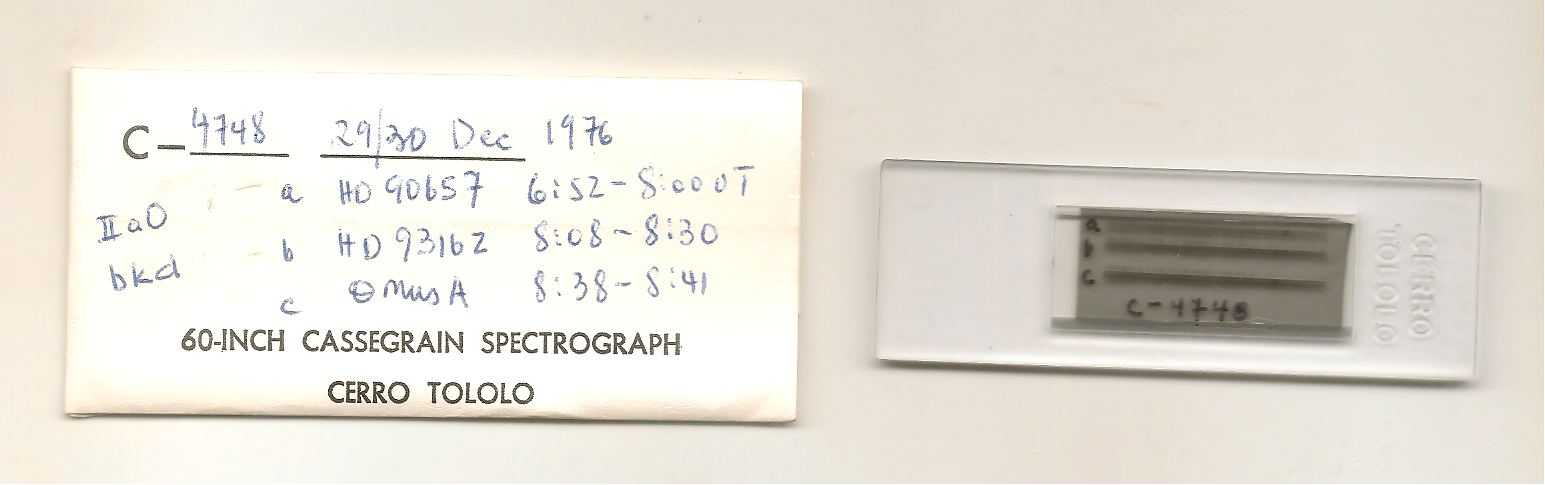 C-4748 29/30 Dec 1976
a HD 90657 6:52-8:00 UT
IIaO
b HD 93162 8:08-8:30
bkd
c θ Mus A 8:38-8:41
60-INCH CASSEGRAIN SPECTROGRAPH
CERRO TOLOLO
a
b
c
C-4748
CERRO
TOLOLO